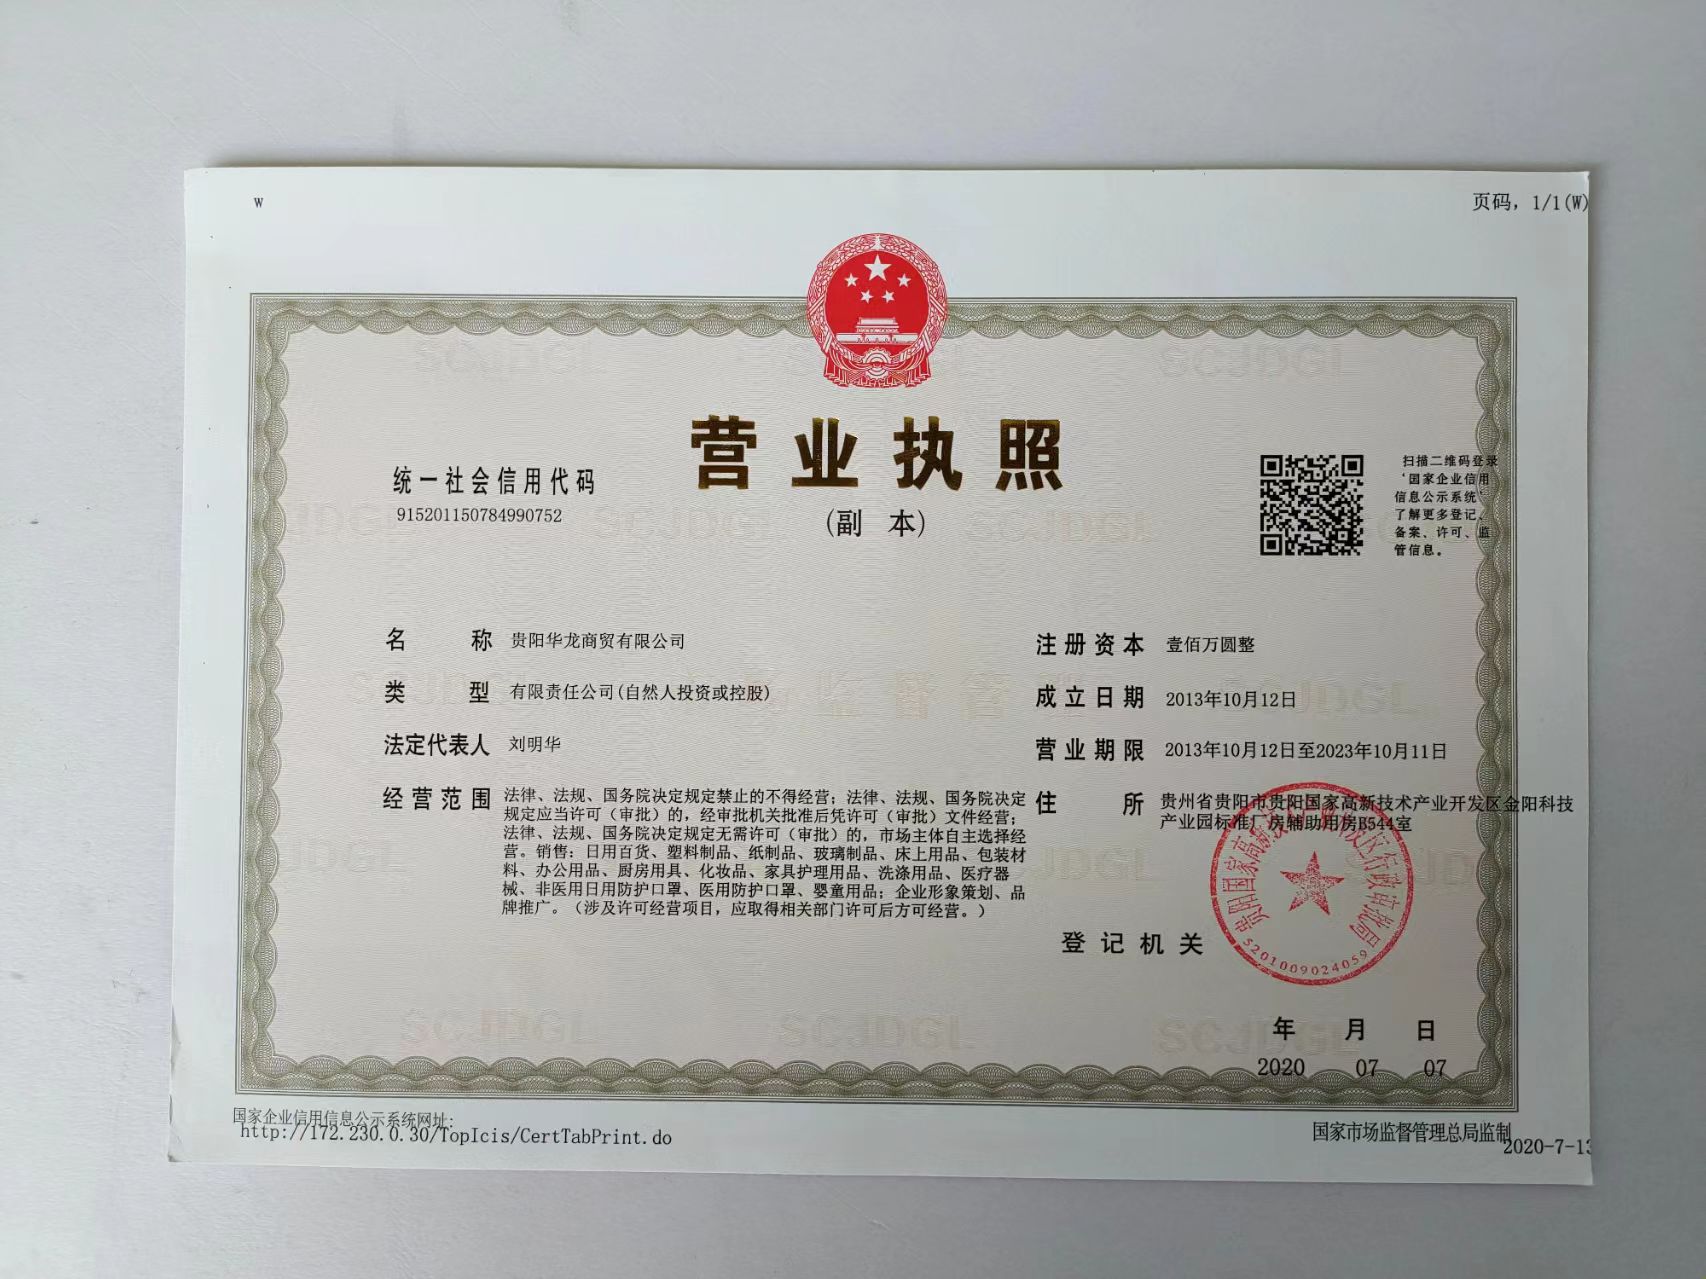 W
页码，1/1(W)
营业执照
(副 本)
统一社会信用代码
915201150784990752
扫描二维码登录
‘国家企业信用
信息公示系统’
了解更多登记、
备案、许可、监
管信息。
名 称 贵阳华龙商贸有限公司
类 型 有限责任公司(自然人投资或控股)
法定代表人 刘明华
经营范围 法律、法规、国务院决定规定禁止的不得经营；法律、法规、国务院决定
规定应当许可（审批）的，经审批机关批准后凭许可（审批）文件经营；
法律、法规、国务院决定规定无需许可（审批）的，市场主体自主选择经
营。销售：日用百货、塑料制品、纸制品、玻璃制品、床上用品、包装材
料、办公用品、厨房用具、化妆品、家具护理用品、洗涤用品、医疗器
械、非医用日用防护口罩、医用防护口罩、婴童用品；企业形象策划、品
牌推广。（涉及许可经营项目，应取得相关部门许可后方可经营。）
注册资本 壹佰万圆整
成立日期 2013年10月12日
营业期限 2013年10月12日至2023年10月11日
住 所 贵州省贵阳市贵阳国家高新技术产业开发区金阳科技
产业园标准厂房辅助用房B544室
登记机关
5201009024059
年 月 日
2020 07 07
国家企业信用信息公示系统网址:
http://172.230.0.30/TopIcis/CertTabPrint.do
国家市场监督管理总局监制
2020-7-13
SCJDGL